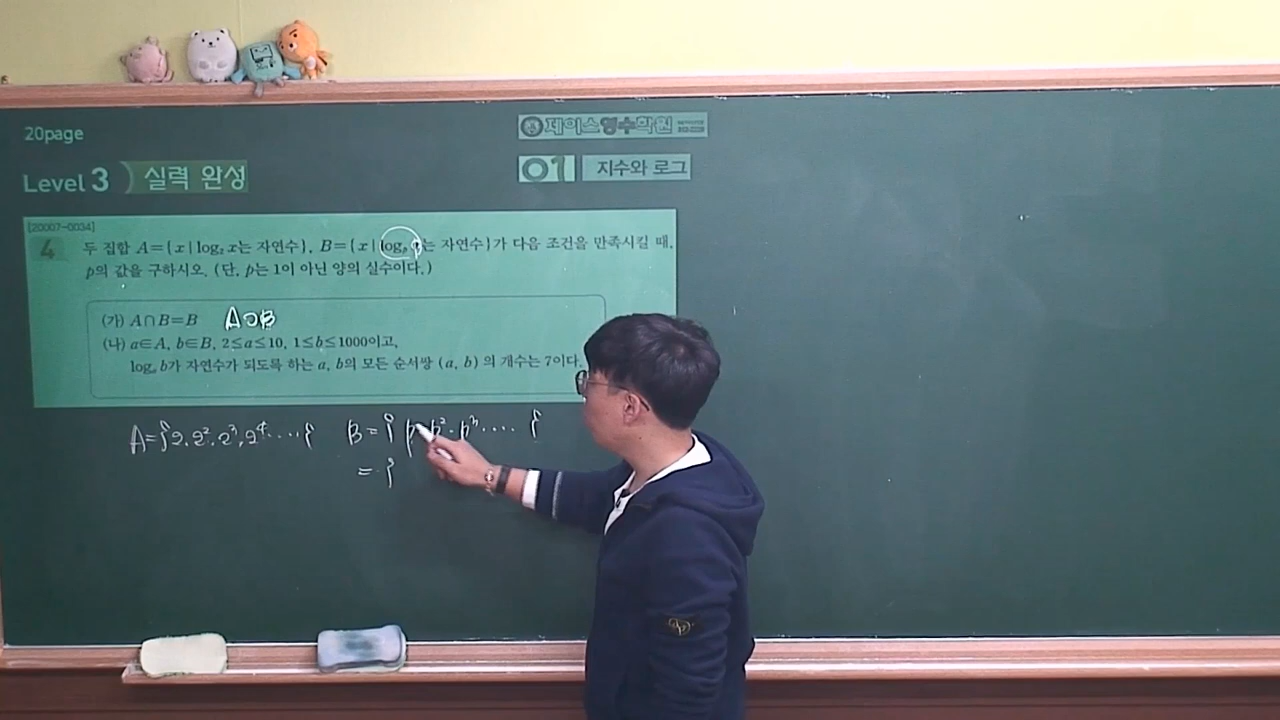 20page
제이스영수학원
Level 3 실력 완성
01 지수와 로그
[20007-0034]
4 두 집합 A={x|log₂ x는 자연수}, B={x|logₚ x는 자연수}가 다음 조건을 만족시킬 때,
p의 값을 구하시오. (단, p는 1이 아닌 양의 실수이다.)
(가) A∩B=B A⊃B
(나) a∈A, b∈B, 2≤a≤10, 1≤b≤1000이고,
logₐ b가 자연수가 되도록 하는 a, b의 모든 순서쌍 (a, b)의 개수는 7이다.
A={2, 2², 2³, 2⁴, ...} B={p, p², p³, ...}
={